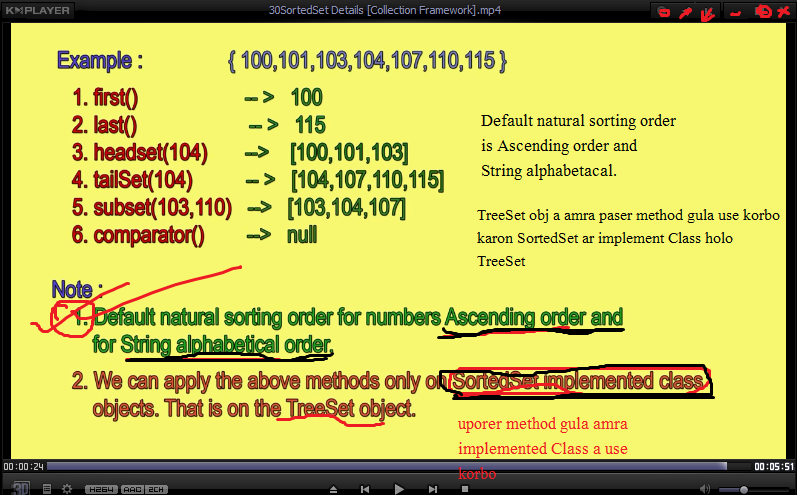 KMPLAYER
30SortedSet Details [Collection Framework].mp4
Example : { 100,101,103,104,107,110,115 }
1. first() --> 100
2. last() --> 115
3. headset(104) --> [100,101,103]
4. tailSet(104) --> [104,107,110,115]
5. subset(103,110) --> [103,104,107]
6. comparator() --> null
Default natural sorting order
is Ascending order and
String alphabetacal.
TreeSet obj a amra paser method gula use korbo
karon SortedSet ar implement Class holo
TreeSet
Note :
1. Default natural sorting order for numbers Ascending order and
for String alphabetical order.
2. We can apply the above methods only on SortedSet implemented class
objects. That is on the TreeSet object.
uporer method gula amra
implemented Class a use
korbo
00:00:24
00:05:51
3D H264 AAC 2CH